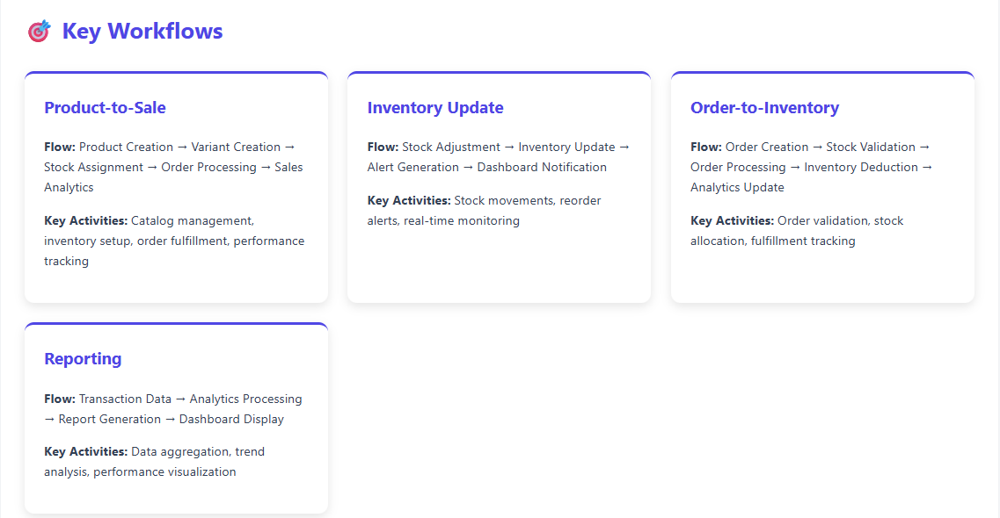 Key Workflows
Product-to-Sale
Flow: Product Creation → Variant Creation →
Stock Assignment → Order Processing → Sales
Analytics
Key Activities: Catalog management,
inventory setup, order fulfillment, performance
tracking
Inventory Update
Flow: Stock Adjustment → Inventory Update →
Alert Generation → Dashboard Notification
Key Activities: Stock movements, reorder
alerts, real-time monitoring
Order-to-Inventory
Flow: Order Creation → Stock Validation →
Order Processing → Inventory Deduction →
Analytics Update
Key Activities: Order validation, stock
allocation, fulfillment tracking
Reporting
Flow: Transaction Data → Analytics Processing
→ Report Generation → Dashboard Display
Key Activities: Data aggregation, trend
analysis, performance visualization